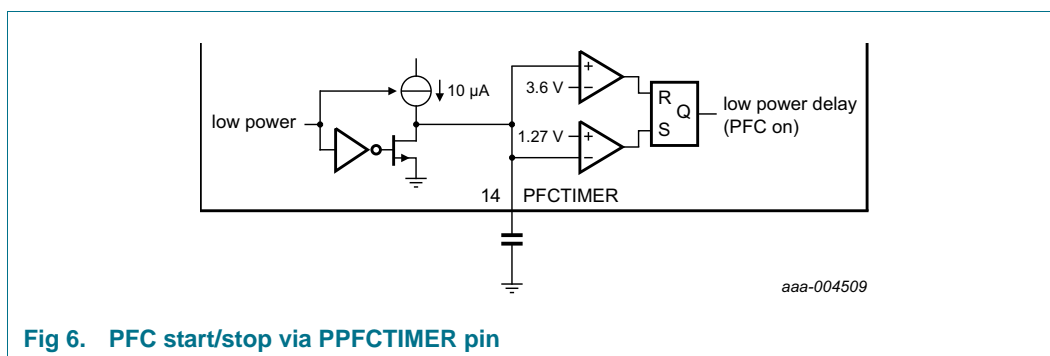 10 µA
+
3.6 V
−
R
Q
S
low power
low power delay
(PFC on)
1.27 V
+
−
14 PFCTIMER
aaa-004509
Fig 6. PFC start/stop via PPFCTIMER pin